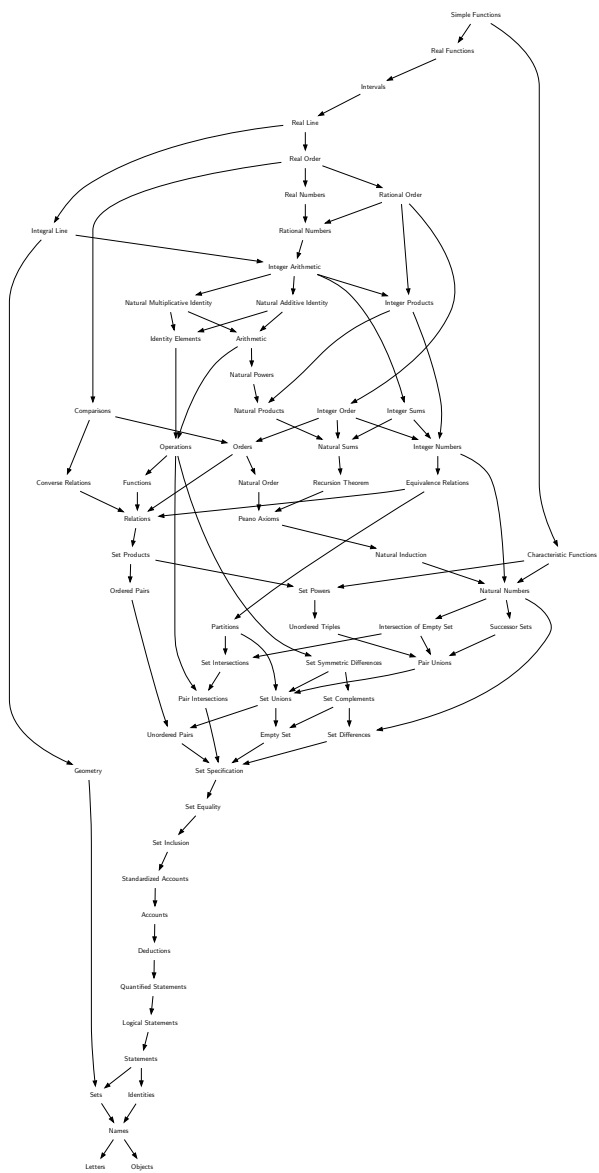 Simple Functions
Real Functions
Intervals
Real Line
Real Order
Real Numbers
Rational Order
Integral Line
Rational Numbers
Integer Arithmetic
Natural Multiplicative Identity
Natural Additive Identity
Integer Products
Identity Elements
Arithmetic
Natural Powers
Comparisons
Natural Products
Integer Order
Integer Sums
Operations
Orders
Natural Sums
Integer Numbers
Converse Relations
Functions
Natural Order
Recursion Theorem
Equivalence Relations
Relations
Peano Axioms
Set Products
Natural Induction
Characteristic Functions
Ordered Pairs
Set Powers
Natural Numbers
Partitions
Unordered Triples
Intersection of Empty Set
Successor Sets
Set Intersections
Set Symmetric Differences
Pair Unions
Pair Intersections
Set Unions
Set Complements
Unordered Pairs
Empty Set
Set Differences
Geometry
Set Specification
Set Equality
Set Inclusion
Standardized Accounts
Accounts
Deductions
Quantified Statements
Logical Statements
Statements
Sets
Identities
Names
Letters
Objects